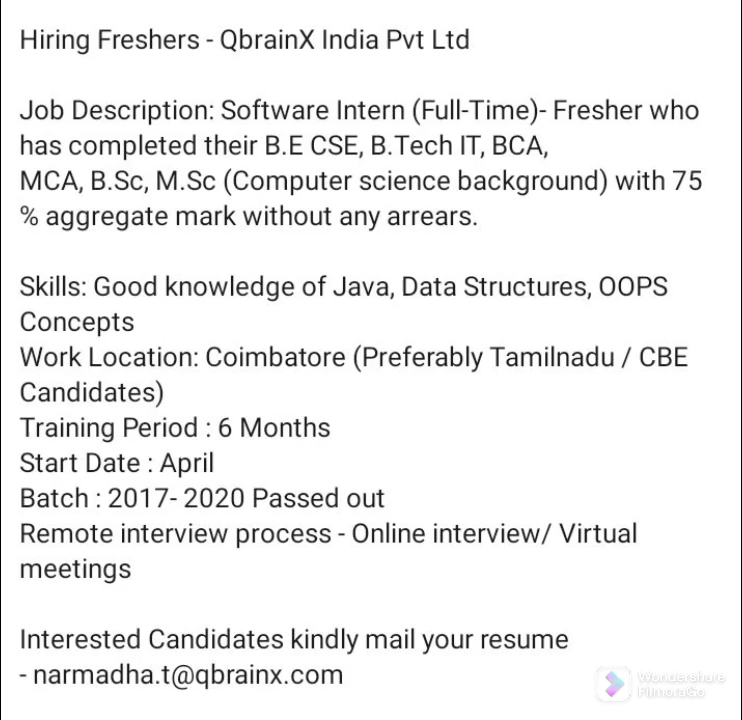 Hiring Freshers - QbrainX India Pvt Ltd
Job Description: Software Intern (Full-Time)- Fresher who
has completed their B.E CSE, B.Tech IT, BCA,
MCA, B.Sc, M.Sc (Computer science background) with 75
% aggregate mark without any arrears.
Skills: Good knowledge of Java, Data Structures, OOPS
Concepts
Work Location: Coimbatore (Preferably Tamilnadu / CBE
Candidates)
Training Period : 6 Months
Start Date : April
Batch : 2017- 2020 Passed out
Remote interview process - Online interview/ Virtual
meetings
Interested Candidates kindly mail your resume
- narmadha.t@qbrainx.com
Wondershare
FilmoraGo